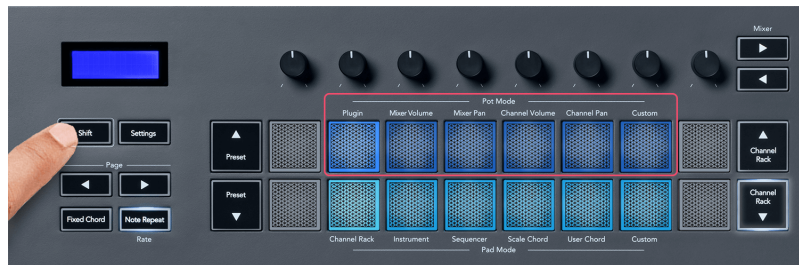 Mixer
Pot Mode
Plugin Mixer Volume Mixer Pan Channel Volume Channel Pan Custom
Shift Settings
Preset
Channel
Rack
Page
Preset
Channel
Rack
Fixed Chord Note Repeat
Rate
Channel Rack Instrument Sequencer Scale Chord User Chord Custom
Pad Mode